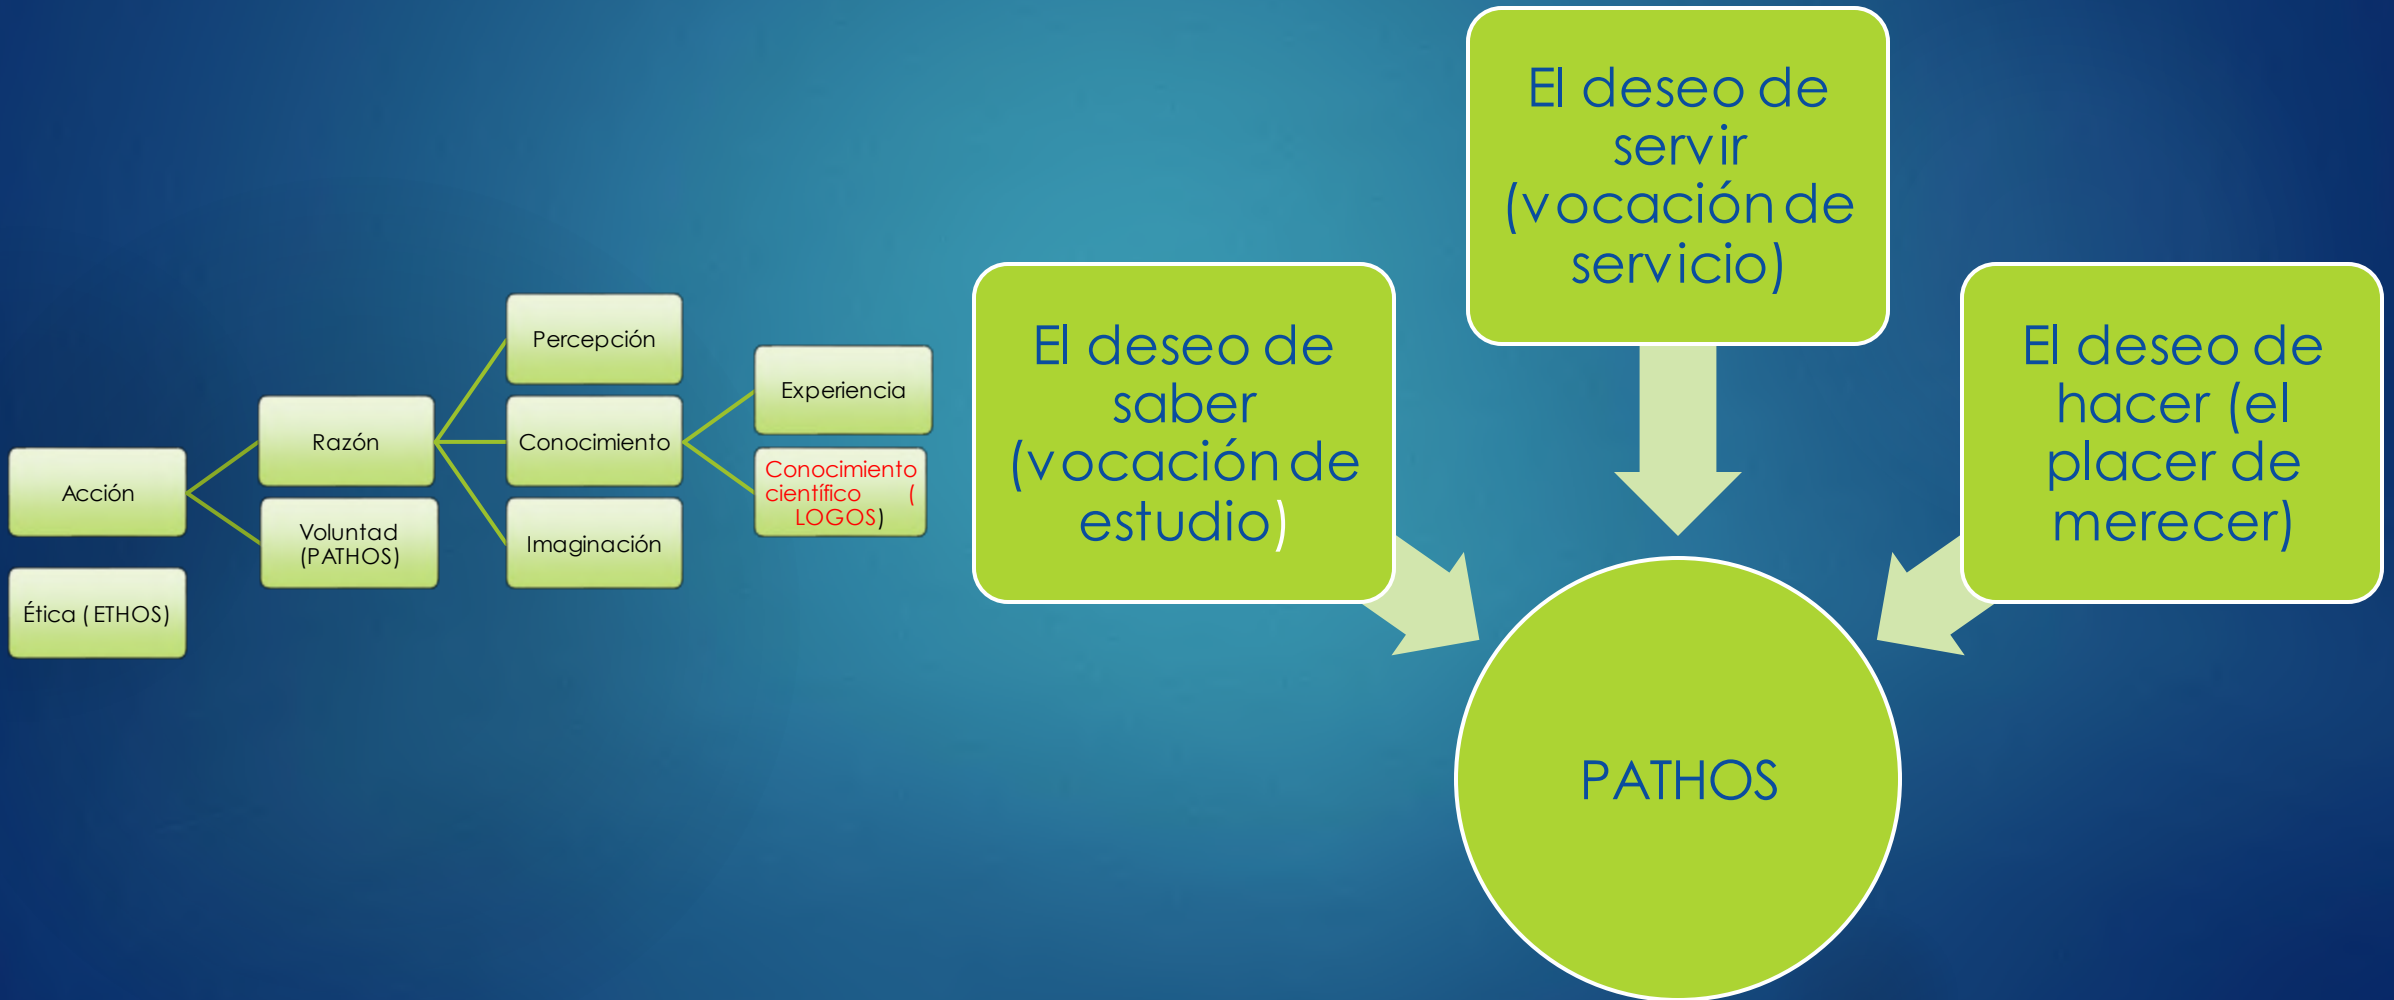 Acción
Ética ( ETHOS)
Razón
Voluntad
(PATHOS)
Percepción
Conocimiento
Imaginación
Experiencia
Conocimiento
científico (
LOGOS)
El deseo de
saber
(vocación de
estudio)
El deseo de
servir
(vocación de
servicio)
El deseo de
hacer (el
placer de
merecer)
PATHOS